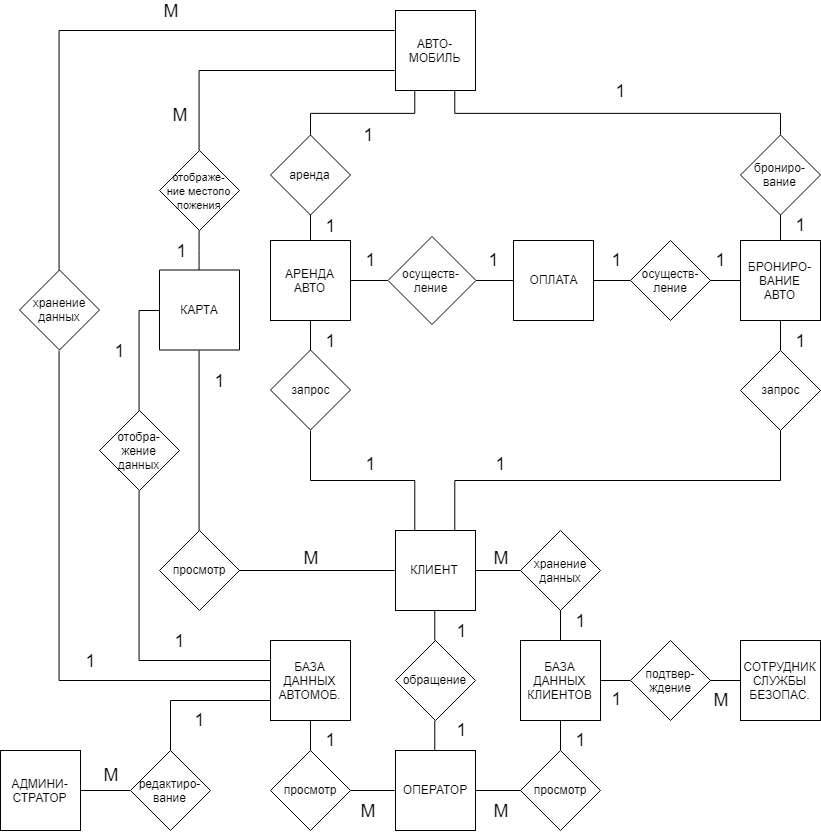 М
АВТО-
МОБИЛЬ
1
М
1
отображе-
ние местопо
ложения
аренда
брониро-
вание
1
1
1
КАРТА
АРЕНДА
АВТО
1
осуществ-
ление
1
ОПЛАТА
1
осуществ-
ление
1
БРОНИРО-
ВАНИЕ
АВТО
хранение
данных
1
1
1
1
запрос
запрос
отобра-
жение
данных
1
1
просмотр
М
КЛИЕНТ
М
хранение
данных
1
1
1
1
БАЗА
ДАННЫХ
АВТОМОБ.
обращение
БАЗА
ДАННЫХ
КЛИЕНТОВ
1
подтвер-
ждение
М
СОТРУДНИК
СЛУЖБЫ
БЕЗОПАС.
1
1
1
1
АДМИНИ-
СТРАТОР
М
редактиро-
вание
просмотр
М
ОПЕРАТОР
М
просмотр